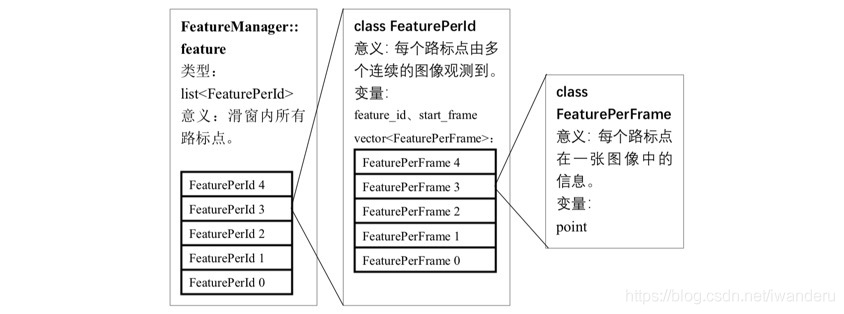 FeatureManager::
feature
类型：
list<FeaturePerId>
意义：滑窗内所有
路标点。
FeaturePerId 4
FeaturePerId 3
FeaturePerId 2
FeaturePerId 1
FeaturePerId 0
class FeaturePerId
意义：每个路标点由多
个连续的图像观测到。
变量：
feature_id、start_frame
vector<FeaturePerFrame>：
FeaturePerFrame 4
FeaturePerFrame 3
FeaturePerFrame 2
FeaturePerFrame 1
FeaturePerFrame 0
class
FeaturePerFrame
意义：每个路标点
在一张图像中的
信息。
变量：
point
https://blog.csdn.net/iwanderu